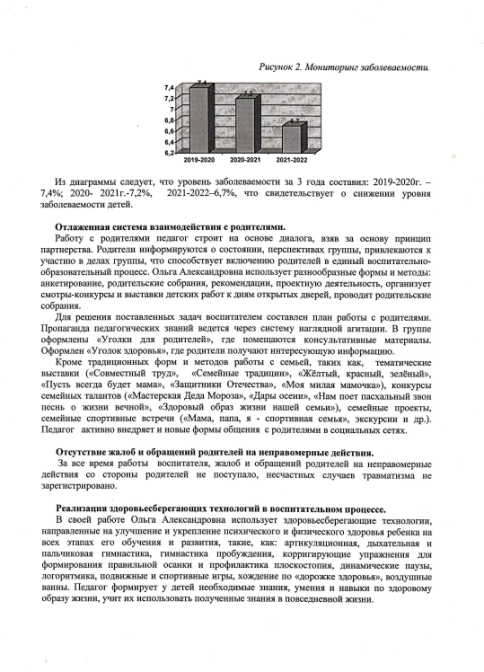 Рисунок 2. Мониторинг заболеваемости.
7,4
7,2
7
6,8
6,6
6,4
6,2
7,4
7,2
6,7
2019-2020 2020-2021 2021-2022
Из диаграммы следует, что уровень заболеваемости за 3 года составил: 2019-2020г. –
7,4%; 2020- 2021г.-7,2%, 2021-2022–6,7%, что свидетельствует о снижении уровня
заболеваемости детей.
Отлаженная система взаимодействия с родителями.
Работу с родителями педагог строит на основе диалога, взяв за основу принцип
партнерства. Родители информируются о состоянии, перспективах группы, привлекаются к
участию в делах группы, что способствует включению родителей в единый воспитательно-
образовательный процесс. Ольга Александровна использует разнообразные формы и методы:
анкетирование, родительские собрания, рекомендации, проектную деятельность, организует
смотры-конкурсы и выставки детских работ к дням открытых дверей, проводит родительские
собрания.
Для решения поставленных задач воспитателем составлен план работы с родителями.
Пропаганда педагогических знаний ведется через систему наглядной агитации. В группе
оформлены «Уголки для родителей», где помещаются консультативные материалы.
Оформлен «Уголок здоровья», где родители получают интересующую информацию.
Кроме традиционных форм и методов работы с семьей, таких как, тематические
выставки («Совместный труд», «Семейные традиции», «Жёлтый, красный, зелёный»,
«Пусть всегда будет мама», «Защитники Отечества», «Моя милая мамочка»), конкурсы
семейных талантов («Мастерская Деда Мороза», «Дары осени», «Нам поет пасхальный звон
песнь о жизни вечной», «Здоровый образ жизни нашей семьи»), семейные проекты,
семейные спортивные встречи («Мама, папа, я - спортивная семья», экскурсии и др.).
Педагог активно внедряет и новые формы общения с родителями в социальных сетях.
Отсутствие жалоб и обращений родителей на неправомерные действия.
За все время работы воспитателя, жалоб и обращений родителей на неправомерные
действия со стороны родителей не поступало, несчастных случаев травматизма не
зарегистрировано.
Реализация здоровьесберегающих технологий в воспитательном процессе.
В своей работе Ольга Александровна использует здоровьесберегающие технологии,
направленные на улучшение и укрепление психического и физического здоровья ребенка на
всех этапах его обучения и развития, такие, как: артикуляционная, дыхательная и
пальчиковая гимнастика, гимнастика пробуждения, корригирующие упражнения для
формирования правильной осанки и профилактика плоскостопия, динамические паузы,
логоритмика, подвижные и спортивные игры, хождение по «дорожке здоровья», воздушные
ванны. Педагог формирует у детей необходимые знания, умения и навыки по здоровому
образу жизни, учит их использовать полученные знания в повседневной жизни.